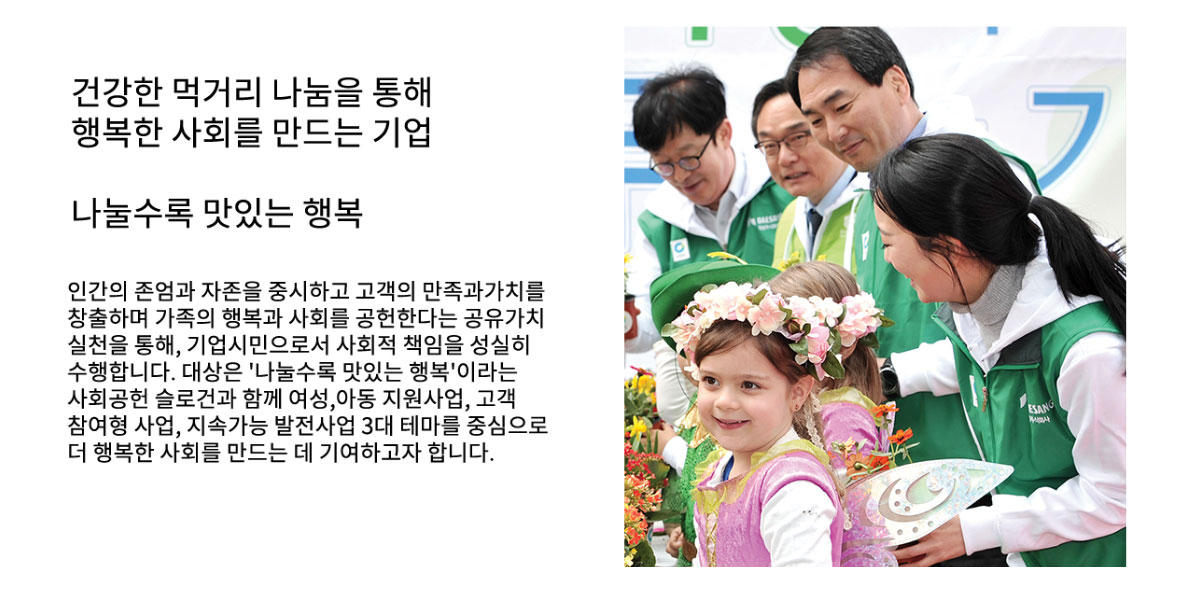 건강한 먹거리 나눔을 통해
행복한 사회를 만드는 기업
나눌수록 맛있는 행복
인간의 존엄과 자존을 중시하고 고객의 만족과가치를
창출하며 가족의 행복과 사회를 공헌한다는 공유가치
실천을 통해, 기업시민으로서 사회적 책임을 성실히
수행합니다. 대상은 '나눌수록 맛있는 행복'이라는
사회공헌 슬로건과 함께 여성,아동 지원사업, 고객
참여형 사업, 지속가능 발전사업 3대 테마를 중심으로
더 행복한 사회를 만드는 데 기여하고자 합니다.
DAESANG